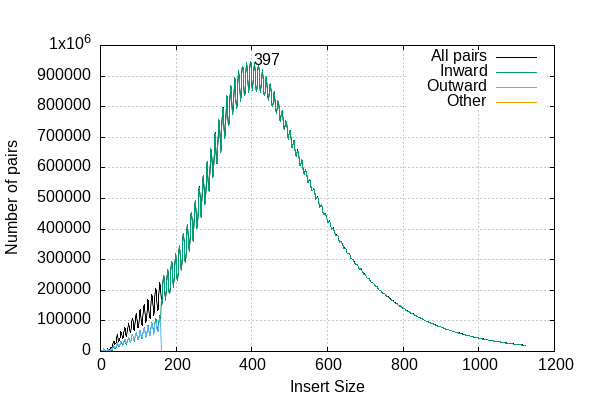 1x10^6
900000
800000
700000
600000
500000
400000
300000
200000
100000
0
Number of pairs
397
All pairs
Inward
Outward
Other
0 200 400 600 800 1000 1200
Insert Size